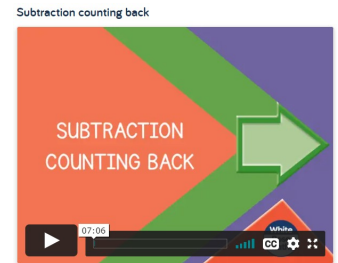 Subtraction counting back
SUBTRACTION
COUNTING BACK
White
07:06
CC